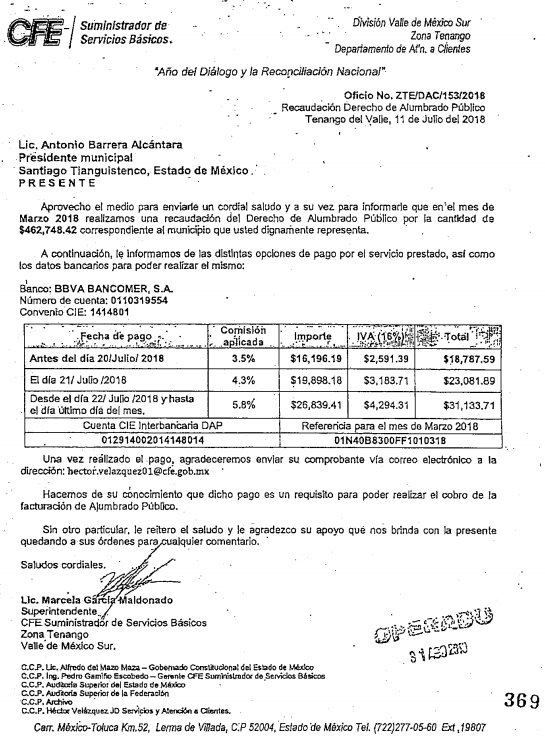 CFE Suministrador de
Servicios Básicos.
División Valle de México Sur
Zona Tenango
Departamento de At'n. a Clientes
"Año del Diálogo y la Reconciliación Nacional"
Oficio No. ZTE/DAC/153/2018
Recaudación Derecho de Alumbrado Público
Tenango del Valle, 11 de Julio del 2018
Lic. Antonio Barrera Alcántara
Presidente municipal
Santiago Tianguistenco, Estado de México.
P R E S E N T E
Aprovecho el medio para enviarle un cordial saludo y a su vez para informarle que en el mes de
Marzo 2018 realizamos una recaudación del Derecho de Alumbrado Público por la cantidad de
$462,748.42 correspondiente al municipio que usted dignamente representa.
A continuación, le informamos de las distintas opciones de pago por el servicio prestado, así como
los datos bancarios para poder realizar el mismo:
Banco: BBVA BANCOMER, S.A.
Número de cuenta: 0110319554
Convenio CIE: 1414801
Fecha de pago Comisión aplicada Importe IVA (16%) Total
Antes del día 20/Julio/ 2018 3.5% $16,196.19 $2,591.39 $18,787.59
El día 21/ Julio /2018 4.3% $19,898.18 $3,183.71 $23,081.89
Desde el día 22/ Julio /2018 y hasta
el día último día del mes. 5.8% $26,839.41 $4,294.31 $31,133.71
Cuenta CIE Interbancaria DAP Referencia para el mes de Marzo 2018
012914002014148014 01N40B8300FF1010318
Una vez realizado el pago, agradeceremos enviar su comprobante vía correo electrónico a la
dirección: hector.velazquez01@cfe.gob.mx
Hacemos de su conocimiento que dicho pago es un requisito para poder realizar el cobro de la
facturación de Alumbrado Público.
Sin otro particular, le reitero el saludo y le agradezco su apoyo que nos brinda con la presente
quedando a sus órdenes para cualquier comentario.
Saludos cordiales.
Lic. Marcela García Maldonado
Superintendente
CFE Suministrador de Servicios Básicos
Zona Tenango
Valle de México Sur.
OPERADO
C.C.P. Lic. Alfredo del Mazo Maza – Gobernado Constitucional del Estado de México
C.C.P. Ing. Pedro Gamiño Escobedo – Gerente CFE Suministrador de Servicios Básicos
C.C.P. Auditoría Superior del Estado de México
C.C.P. Auditoría Superior de la Federación
C.C.P. Archivo
C.C.P. Héctor Velázquez JD Servicios y Atención a Clientes.
369
Carr. México-Toluca Km.52, Lerma de Villada, C.P 52004, Estado de México Tel. (722)277-05-60 Ext ,19807